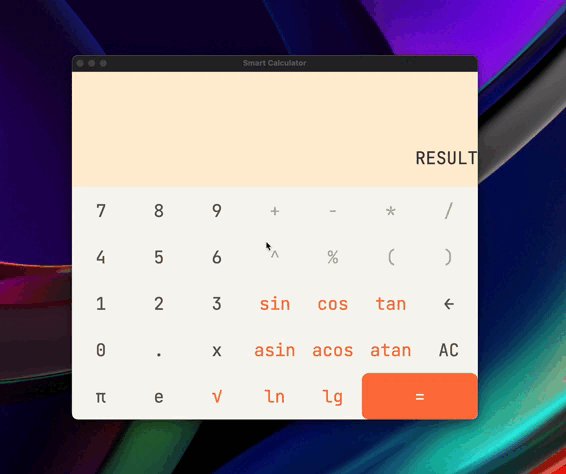 Smart Calculator
RESULT
7 8 9 + - * /
4 5 6 ^ % ( )
1 2 3 sin cos tan ←
0 . x asin acos atan AC
π e √ ln lg =